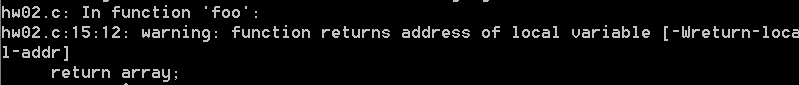 hw02.c: In function 'foo':
hw02.c:15:12: warning: function returns address of local variable [-Wreturn-loca
l-addr]
     return array;